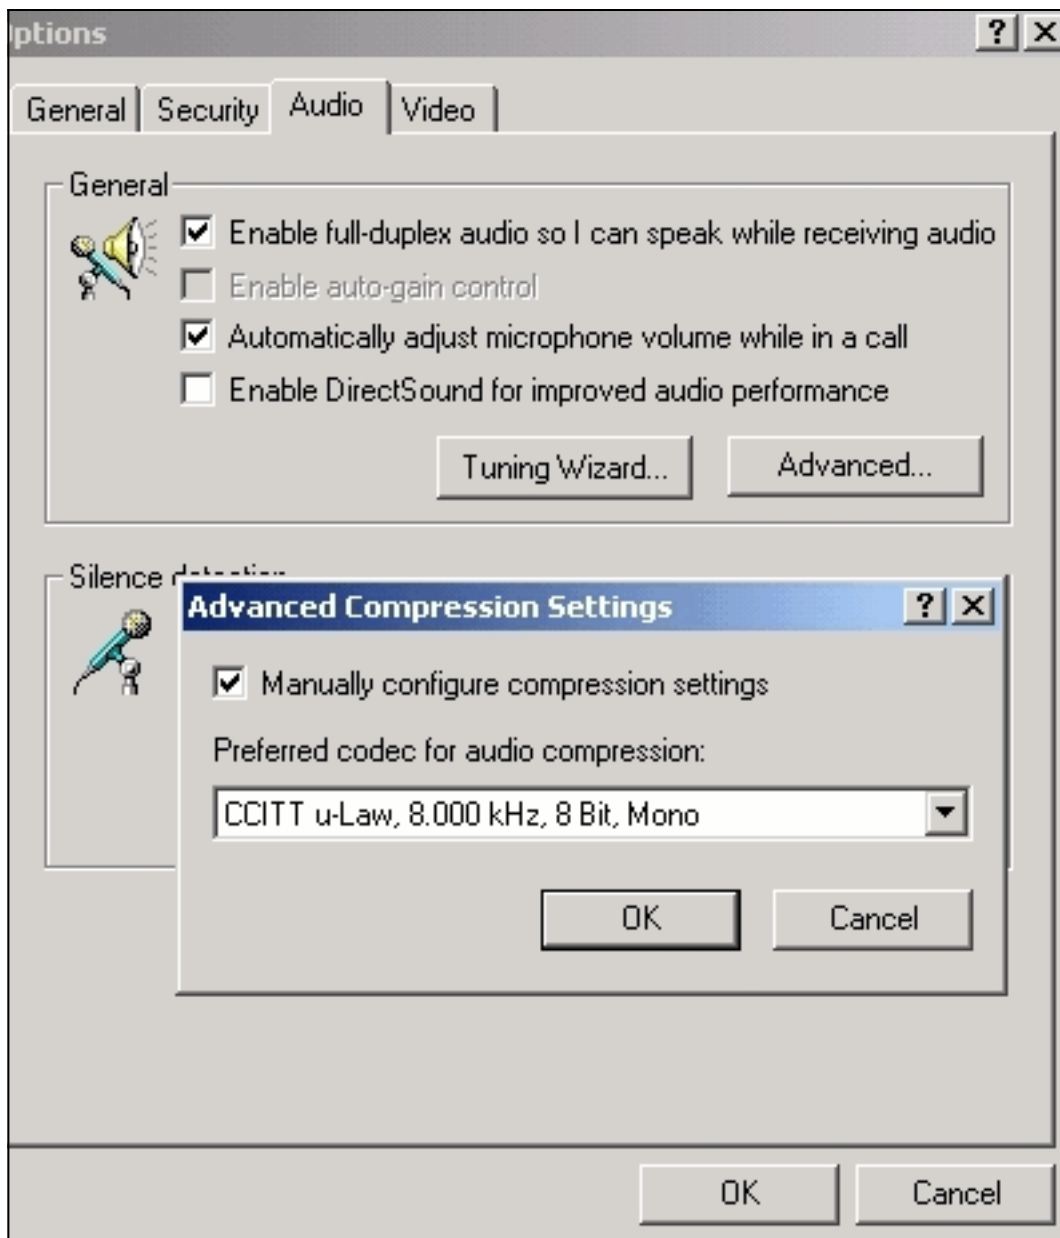 ptions
General Security Audio Video
General
Enable full-duplex audio so I can speak while receiving audio
Enable auto-gain control
Automatically adjust microphone volume while in a call
Enable DirectSound for improved audio performance
Tuning Wizard... Advanced...
Silence detection
Advanced Compression Settings
Manually configure compression settings
Preferred codec for audio compression:
CCITT u-Law, 8.000 kHz, 8 Bit, Mono
OK Cancel
OK Cancel